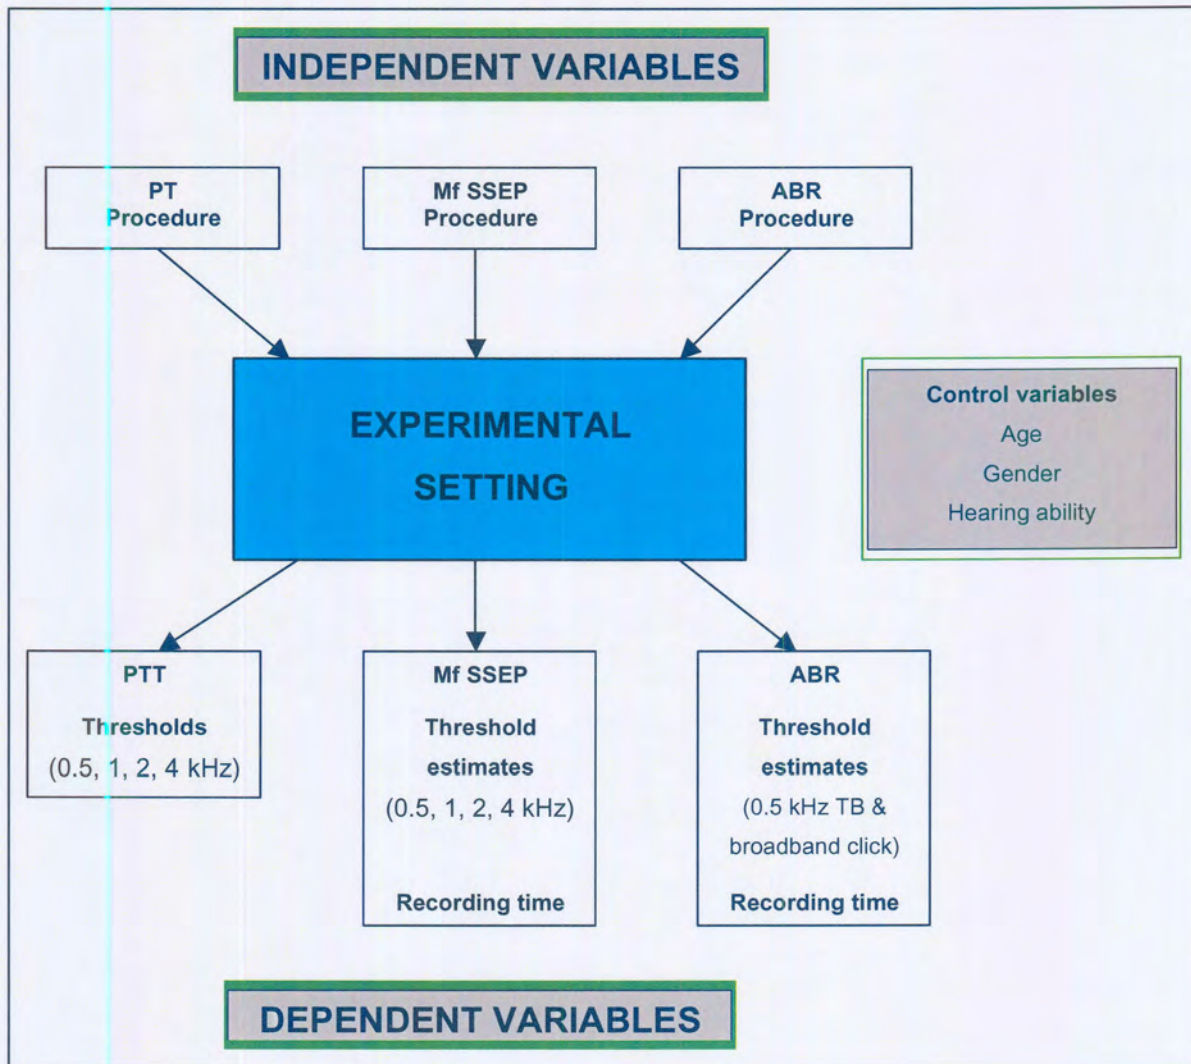 INDEPENDENT VARIABLES
PT
Procedure
Mf SSEP
Procedure
ABR
Procedure
EXPERIMENTAL
SETTING
Control variables
Age
Gender
Hearing ability
PTT
Thresholds
(0.5, 1, 2, 4 kHz)
Mf SSEP
Threshold
estimates
(0.5, 1, 2, 4 kHz)
Recording time
ABR
Threshold
estimates
(0.5 kHz TB &
broadband click)
Recording time
DEPENDENT VARIABLES